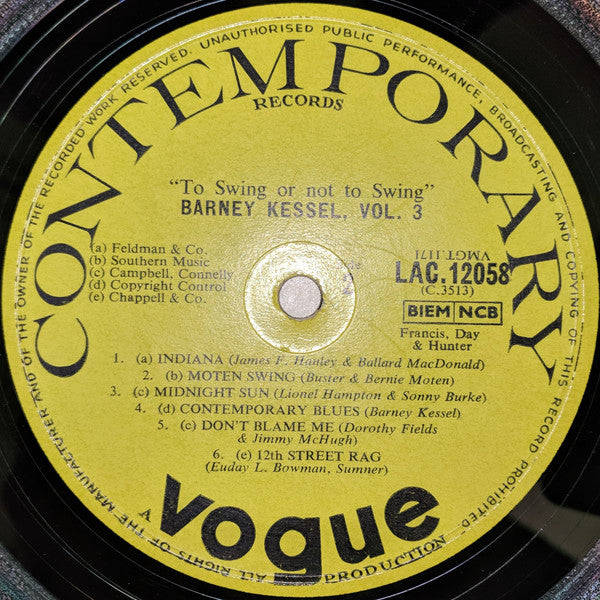 ALL RIGHTS OF THE MANUFACTURER AND OF THE OWNER OF THE RECORDED WORK RESERVED. UNAUTHORISED PUBLIC PERFORMANCE, BROADCASTING AND COPYING OF THIS RECORD PROHIBITED
CONTEMPORARY
RECORDS
"To Swing or not to Swing"
BARNEY KESSEL, VOL. 3
(a) Feldman & Co.
(b) Southern Music
(c) Campbell, Connelly
(d) Copyright Control
(e) Chappell & Co.
2
VMGT.1171
LAC.12058
(C.3513)
BIEM NCB
Francis, Day
& Hunter
1. (a) INDIANA (James F. Hanley & Ballard MacDonald)
2. (b) MOTEN SWING (Buster & Bernie Moten)
3. (c) MIDNIGHT SUN (Lionel Hampton & Sonny Burke)
4. (d) CONTEMPORARY BLUES (Barney Kessel)
5. (c) DON'T BLAME ME (Dorothy Fields
& Jimmy McHugh)
6. (e) 12th STREET RAG
(Euday L. Bowman, Sumner)
A
vogue
PRODUCTION